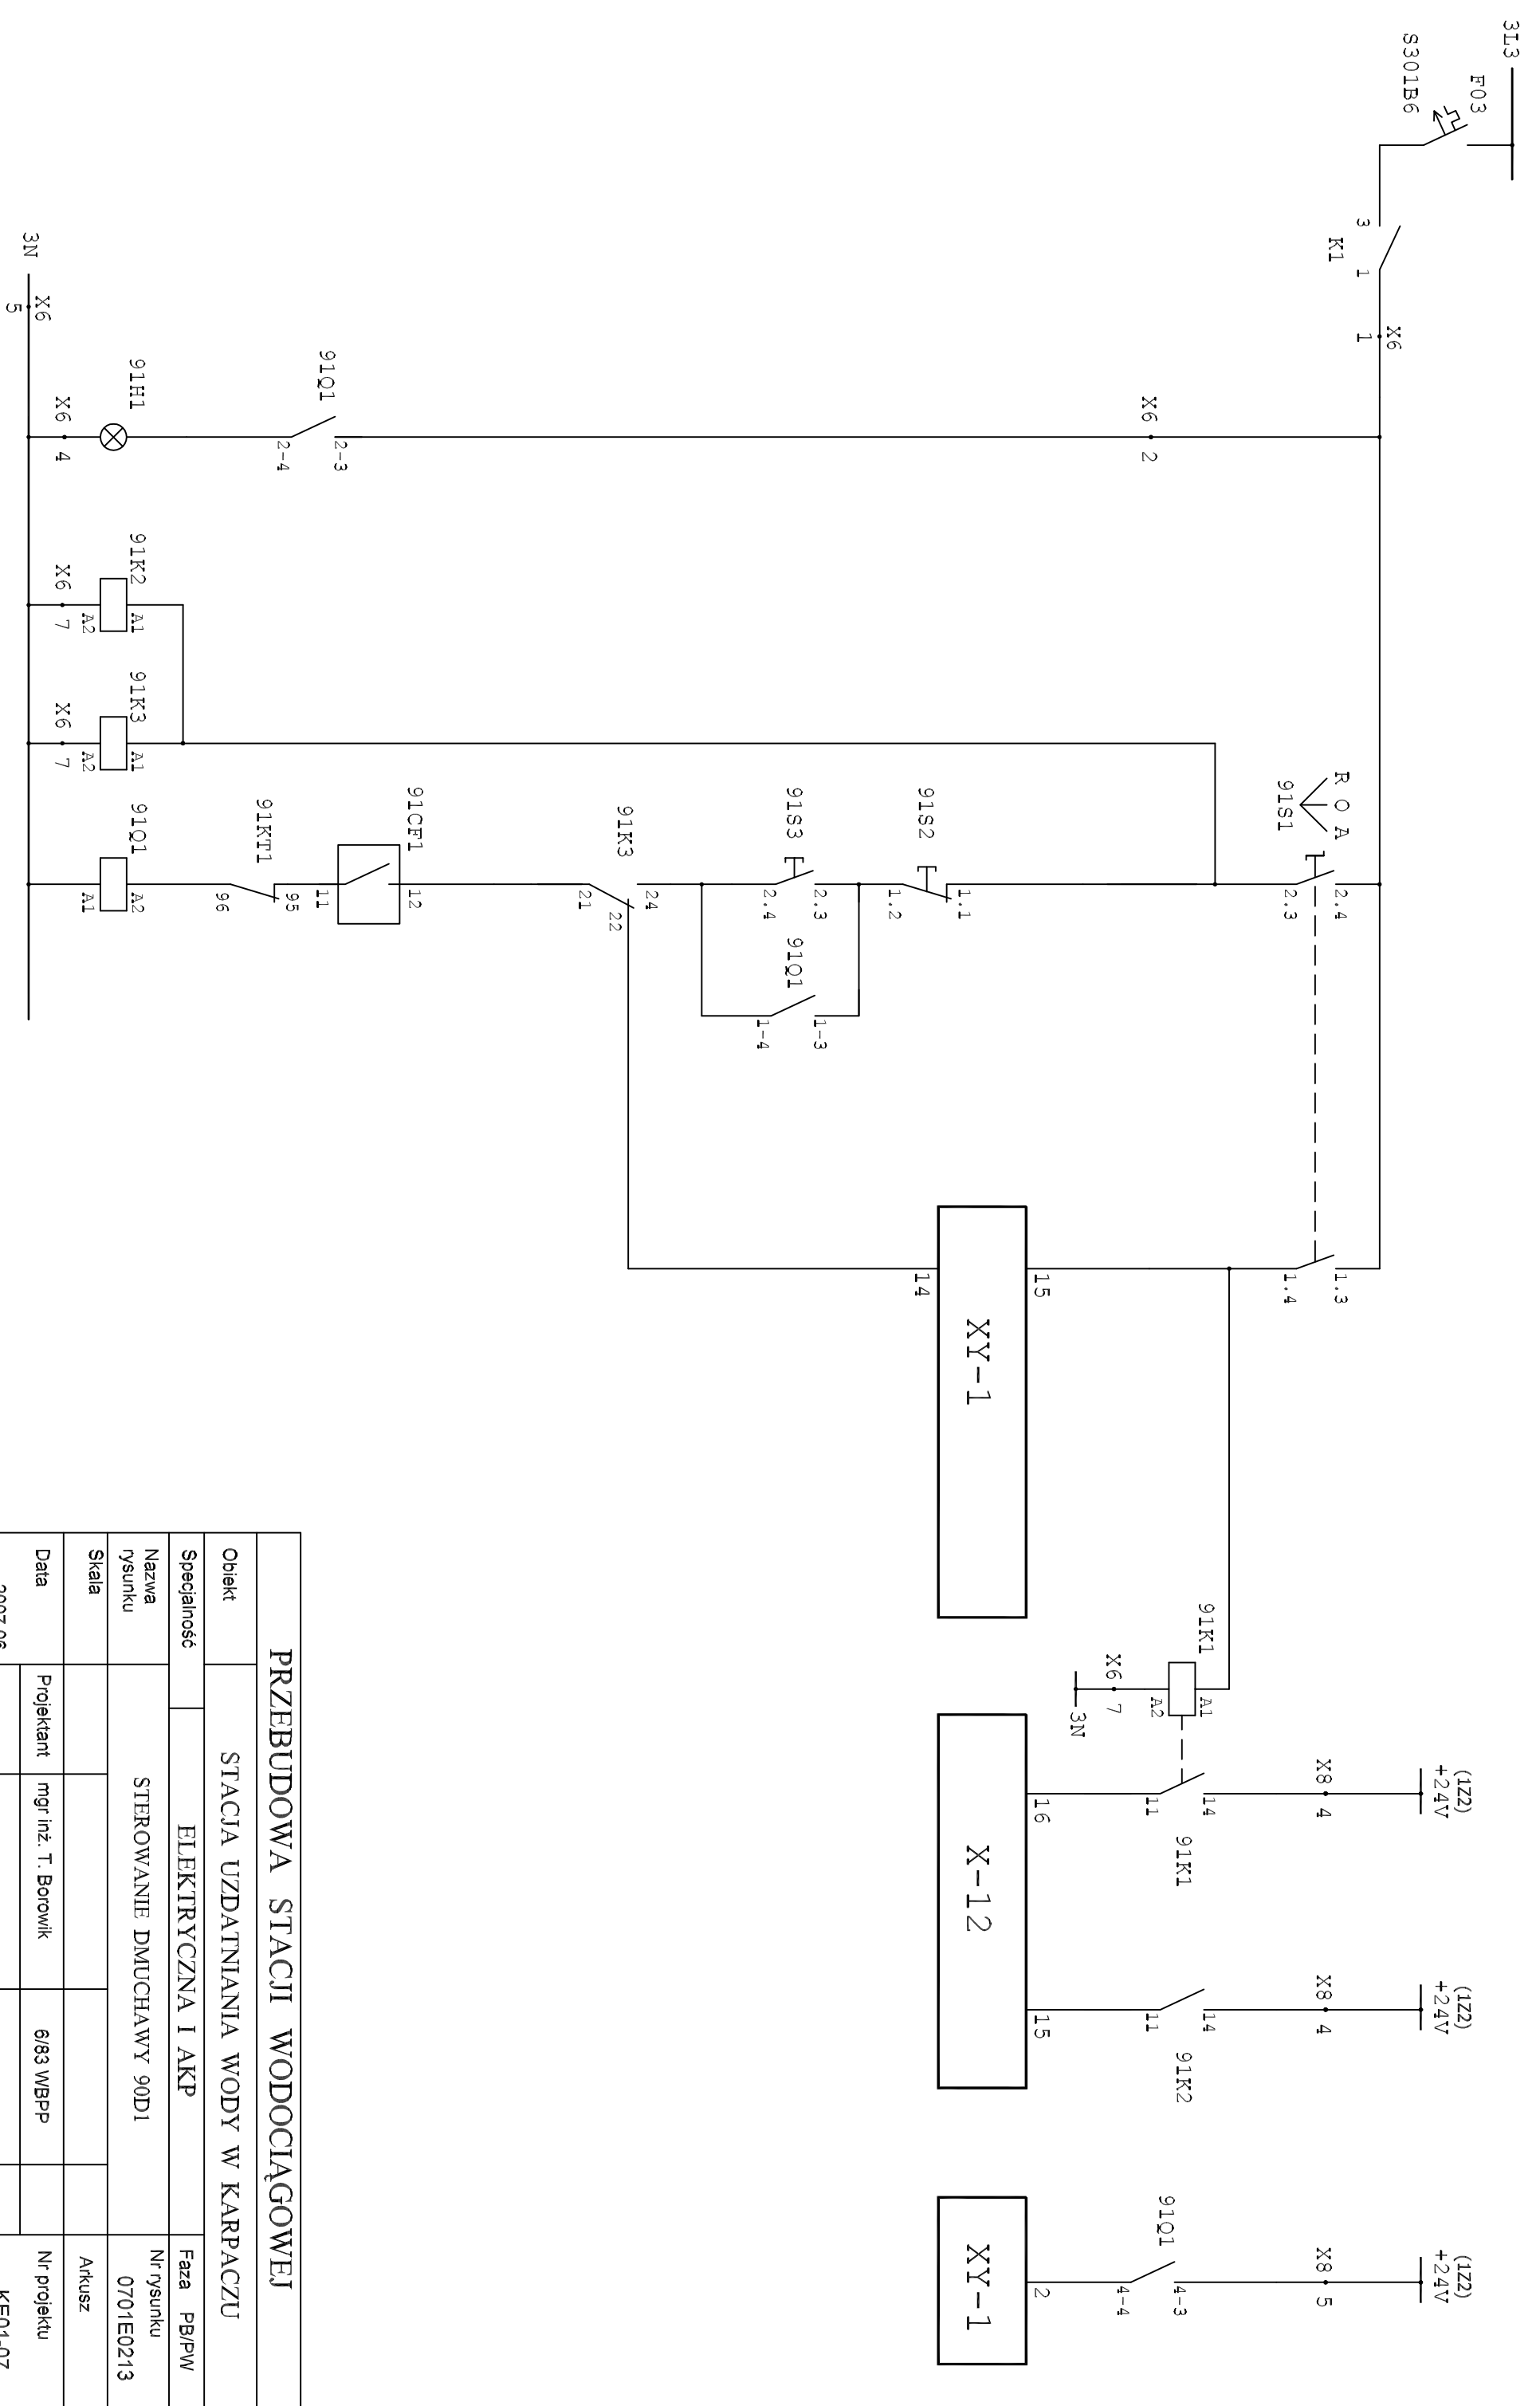 3L3
F03
S301B6
3
K1
1
X6
1
3N
X6
5
X6
2
91Q1
2-3
2-4
91H1
X6
4
91K2
A1
A2
X6
7
91K3
A1
A2
X6
7
R O A
91S1
2.4
2.3
91S2
1.1
1.2
91S3
2.3
2.4
91Q1
1-3
1-4
91K3
24
22
21
91CF1
12
11
91KT1
95
96
91Q1
A2
A1
1.3
1.4
15
XY-1
14
91K1
A1
A2
X6
7
3N
(1Z2)
+24V
X8
4
14
91K1
11
16
X-12
(1Z2)
+24V
X8
4
14
91K2
11
15
(1Z2)
+24V
X8
5
91Q1
4-3
4-4
2
XY-1
PRZEBUDOWA STACJI WODOCIĄGOWEJ
Obiekt
STACJA UZDATNIANIA WODY W KARPACZU
Specjalność
ELEKTRYCZNA I AKP
Faza PB/PW
Nazwa
rysunku
STEROWANIE DMUCHAWY 90D1
Nr rysunku
0701E0213
Skala
Arkusz
Data
Projektant
mgr inż. T. Borowik
6/83 WBPP
Nr projektu
2007.06
KE01-07